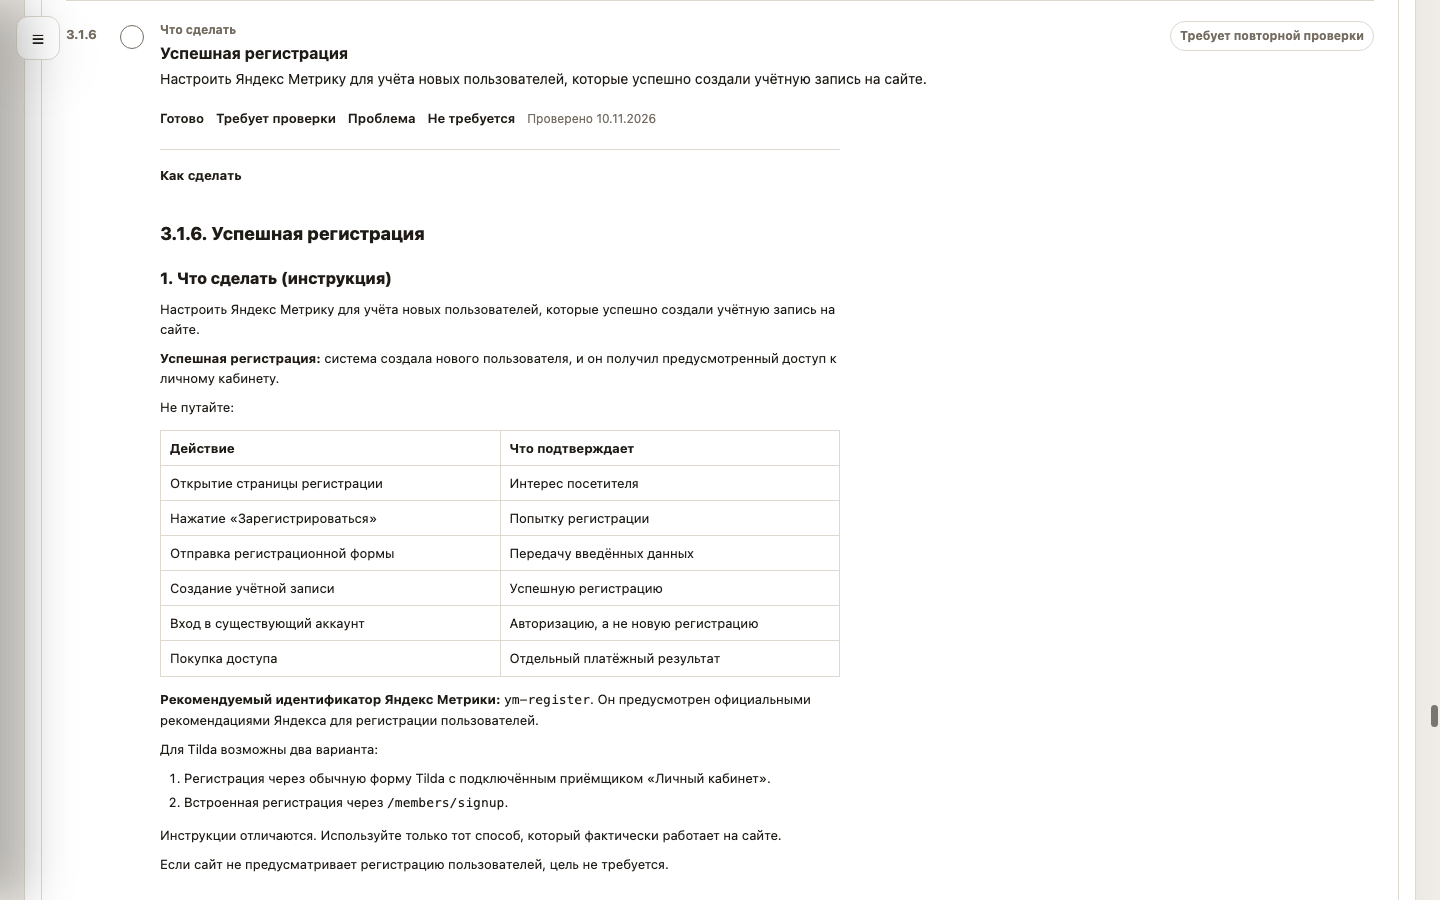 ☰
3.1.6
Что сделать
Требует повторной проверки
Успешная регистрация
Настроить Яндекс Метрику для учёта новых пользователей, которые успешно создали учётную запись на сайте.
Готово Требует проверки Проблема Не требуется Проверено 10.11.2026
Как сделать
3.1.6. Успешная регистрация
1. Что сделать (инструкция)
Настроить Яндекс Метрику для учёта новых пользователей, которые успешно создали учётную запись на
сайте.
Успешная регистрация: система создала нового пользователя, и он получил предусмотренный доступ к
личному кабинету.
Не путайте:
Действие Что подтверждает
Открытие страницы регистрации Интерес посетителя
Нажатие «Зарегистрироваться» Попытку регистрации
Отправка регистрационной формы Передачу введённых данных
Создание учётной записи Успешную регистрацию
Вход в существующий аккаунт Авторизацию, а не новую регистрацию
Покупка доступа Отдельный платёжный результат
Рекомендуемый идентификатор Яндекс Метрики: ym-register. Он предусмотрен официальными
рекомендациями Яндекса для регистрации пользователей.
Для Tilda возможны два варианта:
1. Регистрация через обычную форму Tilda с подключённым приёмщиком «Личный кабинет».
2. Встроенная регистрация через /members/signup.
Инструкции отличаются. Используйте только тот способ, который фактически работает на сайте.
Если сайт не предусматривает регистрацию пользователей, цель не требуется.